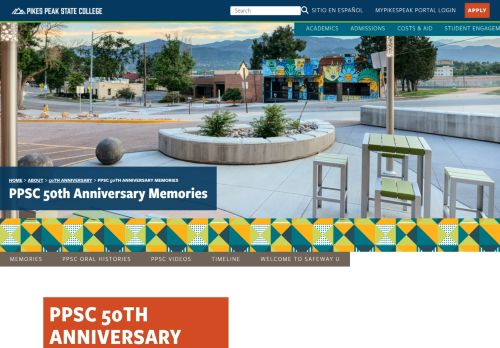 PIKES PEAK STATE COLLEGE
Search
SITIO EN ESPAÑOL
MYPIKESPEAK PORTAL LOGIN
APPLY
ACADEMICS
ADMISSIONS
COSTS & AID
STUDENT ENGAGEM
HOME > ABOUT > 50TH ANNIVERSARY > PPSC 50TH ANNIVERSARY MEMORIES
PPSC 50th Anniversary Memories
MEMORIES
PPSC ORAL HISTORIES
PPSC VIDEOS
TIMELINE
WELCOME TO SAFEWAY U
PPSC 50TH
ANNIVERSARY